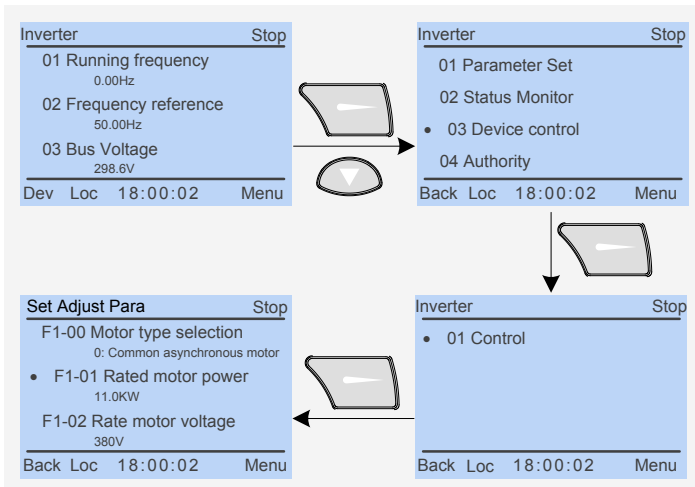 Inverter Stop
01 Running frequency
0.00Hz
02 Frequency reference
50.00Hz
03 Bus Voltage
298.6V
Dev Loc 18:00:02 Menu
Inverter Stop
01 Parameter Set
02 Status Monitor
• 03 Device control
04 Authority
Back Loc 18:00:02 Menu
Inverter Stop
• 01 Control
Back Loc 18:00:02 Menu
Set Adjust Para Stop
F1-00 Motor type selection
0: Common asynchronous motor
• F1-01 Rated motor power
11.0KW
F1-02 Rate motor voltage
380V
Back Loc 18:00:02 Menu